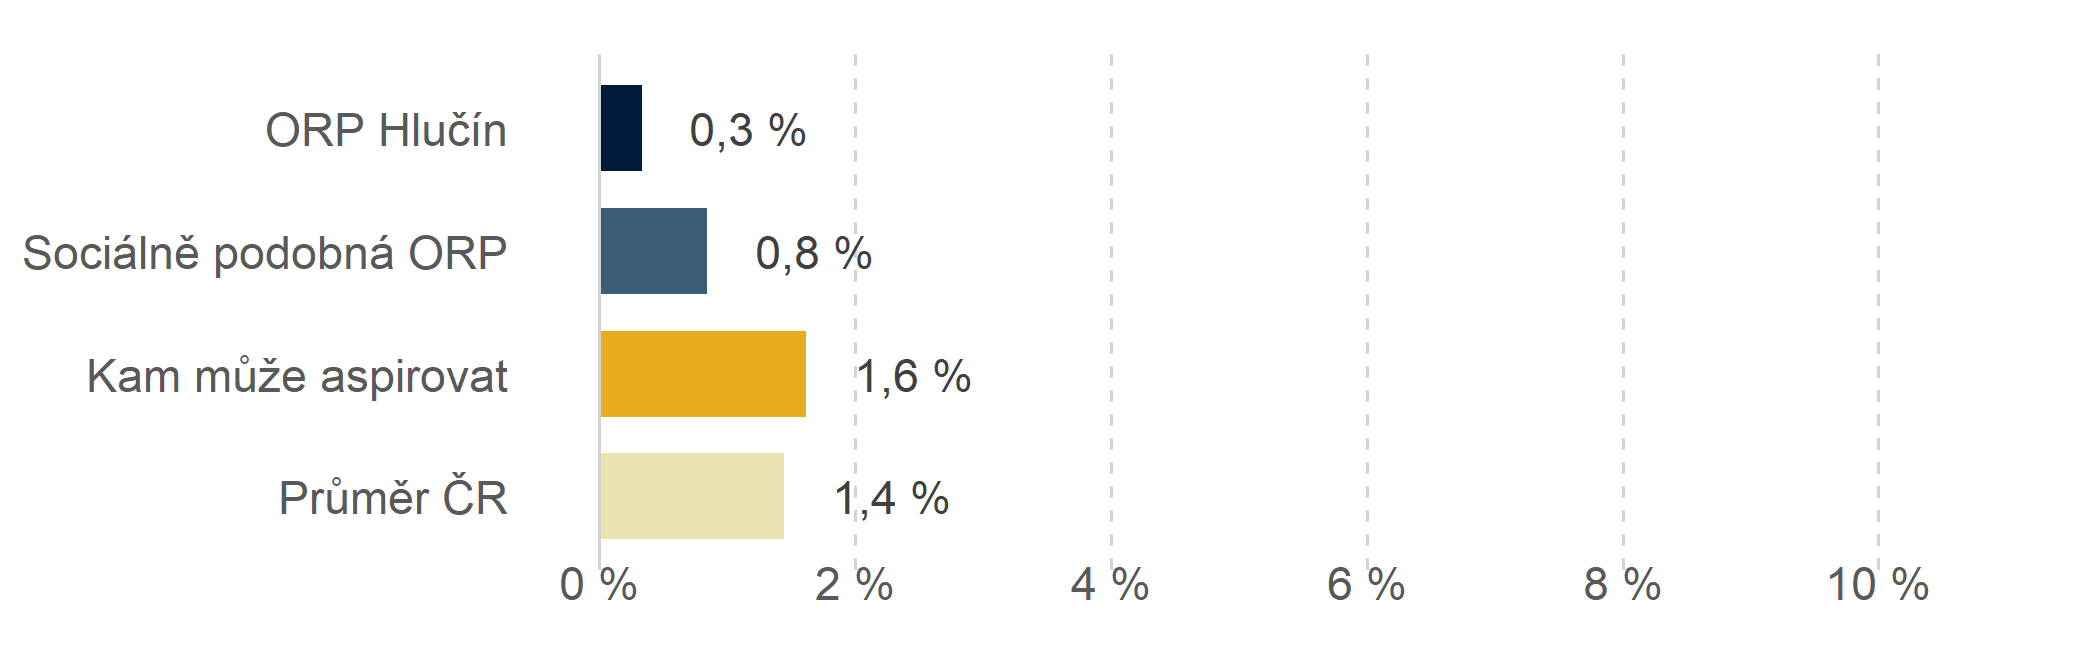 ORP Hlučín 0,3 %
Sociálně podobná ORP 0,8 %
Kam může aspirovat 1,6 %
Průměr ČR 1,4 %
0 % 2 % 4 % 6 % 8 % 10 %